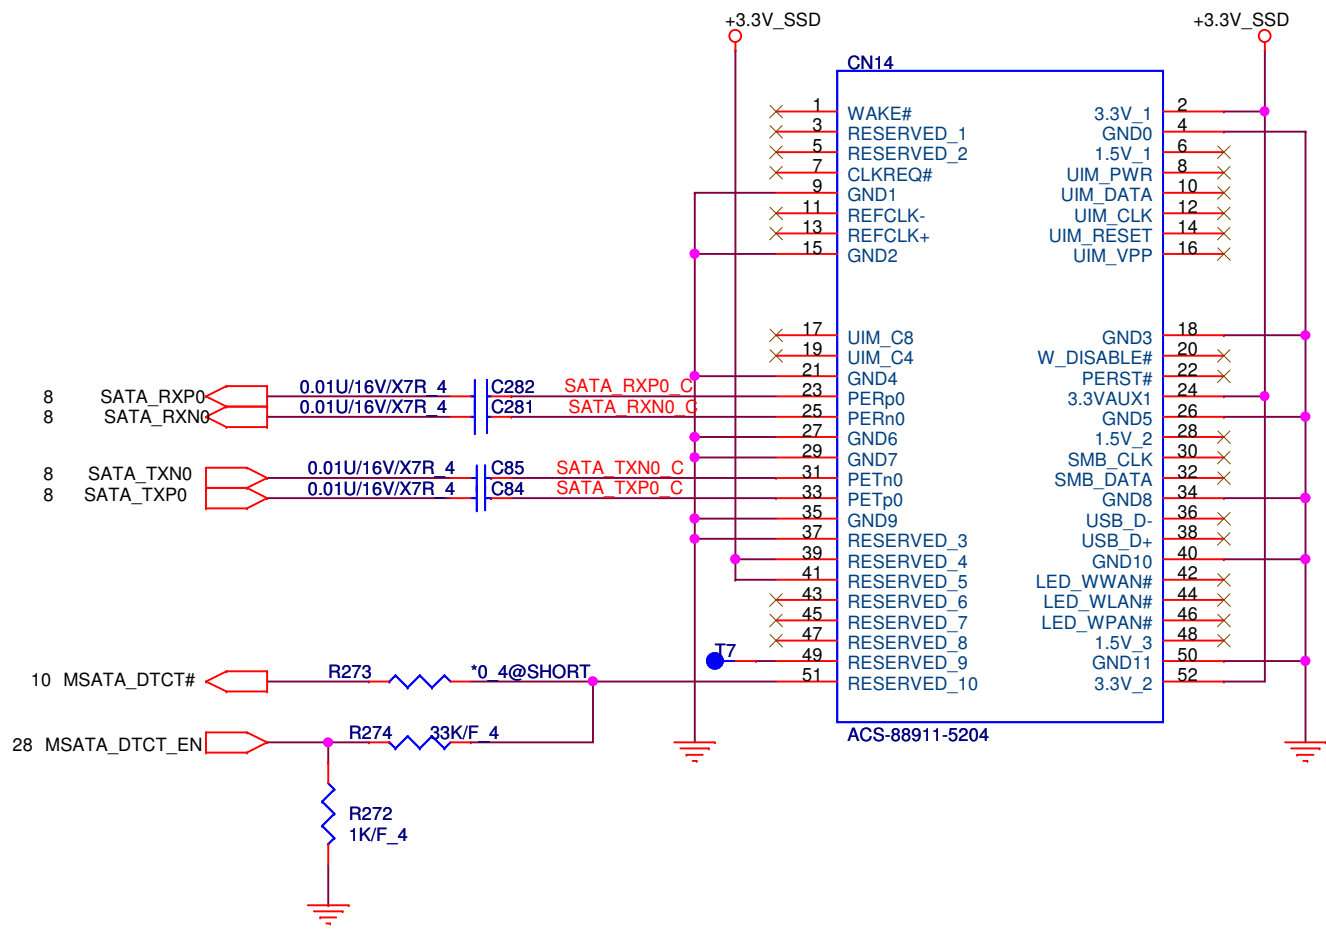 +3.3V_SSD +3.3V_SSD
CN14
1 WAKE# 3.3V_1 2
3 RESERVED_1 GND0 4
5 RESERVED_2 1.5V_1 6
7 CLKREQ# UIM_PWR 8
9 GND1 UIM_DATA 10
11 REFCLK- UIM_CLK 12
13 REFCLK+ UIM_RESET 14
15 GND2 UIM_VPP 16
17 UIM_C8 GND3 18
19 UIM_C4 W_DISABLE# 20
21 GND4 PERST# 22
8 SATA_RXP0 0.01U/16V/X7R_4 C282 SATA_RXP0_C 23 PERp0 3.3VAUX1 24
8 SATA_RXN0 0.01U/16V/X7R_4 C281 SATA_RXN0_C 25 PERn0 GND5 26
27 GND6 1.5V_2 28
29 GND7 SMB_CLK 30
8 SATA_TXN0 0.01U/16V/X7R_4 C85 SATA_TXN0_C 31 PETn0 SMB_DATA 32
8 SATA_TXP0 0.01U/16V/X7R_4 C84 SATA_TXP0_C 33 PETp0 GND8 34
35 GND9 USB_D- 36
37 RESERVED_3 USB_D+ 38
39 RESERVED_4 GND10 40
41 RESERVED_5 LED_WWAN# 42
43 RESERVED_6 LED_WLAN# 44
45 RESERVED_7 LED_WPAN# 46
47 RESERVED_8 1.5V_3 48
T7 49 RESERVED_9 GND11 50
10 MSATA_DTCT# R273 *0_4@SHORT 51 RESERVED_10 3.3V_2 52
28 MSATA_DTCT_EN R274 33K/F_4 ACS-88911-5204
R272
1K/F_4